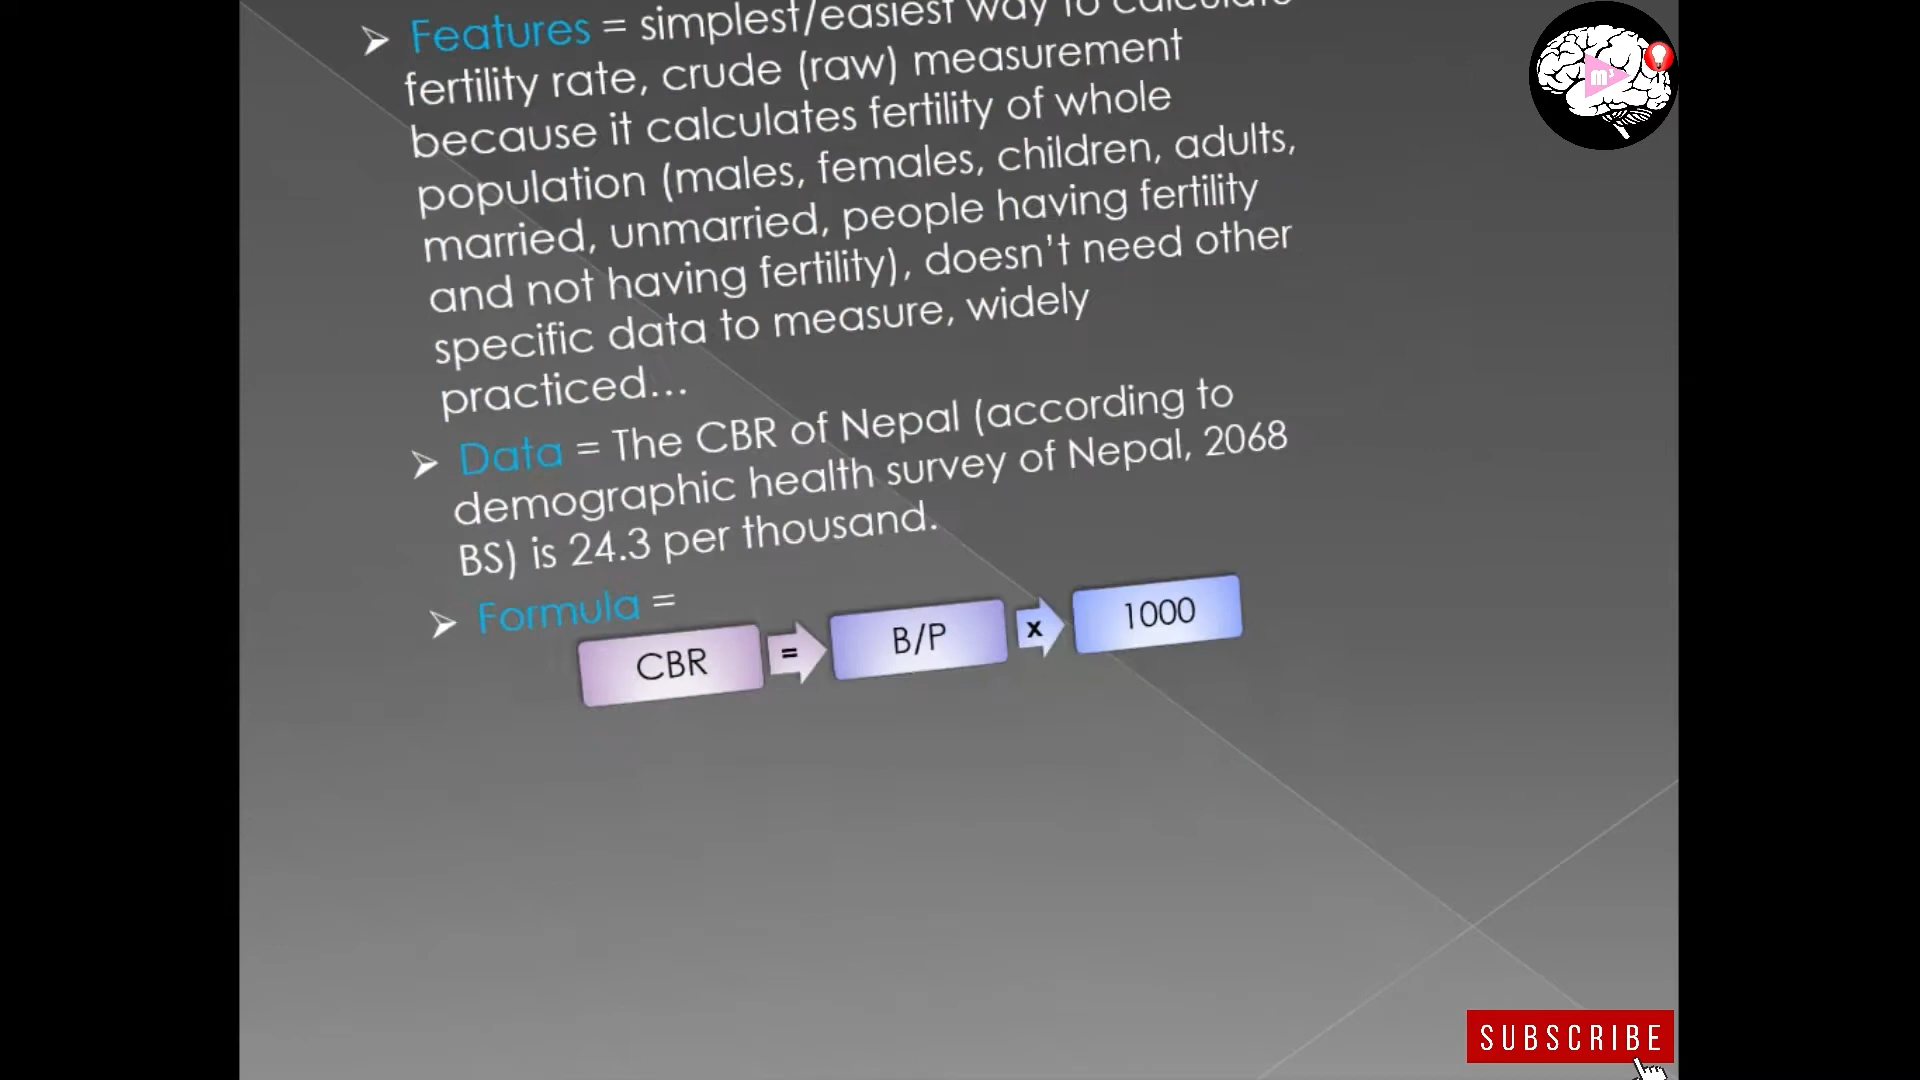 ➢ Features = simplest/easiest way to calculate
fertility rate, crude (raw) measurement
because it calculates fertility of whole
population (males, females, children, adults,
married, unmarried, people having fertility
and not having fertility), doesn't need other
specific data to measure, widely
practiced...
➢ Data = The CBR of Nepal (according to
demographic health survey of Nepal, 2068
BS) is 24.3 per thousand.
➢ Formula =
CBR = B/P x 1000
m³
SUBSCRIBE